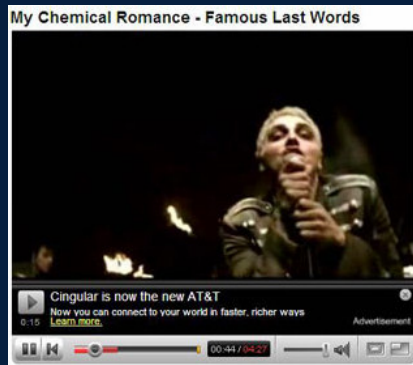 My Chemical Romance - Famous Last Words
Cingular is now the new AT&T
Now you can connect to your world in faster, richer ways
0:15 Learn more. Advertisement
00:44 / 04:27